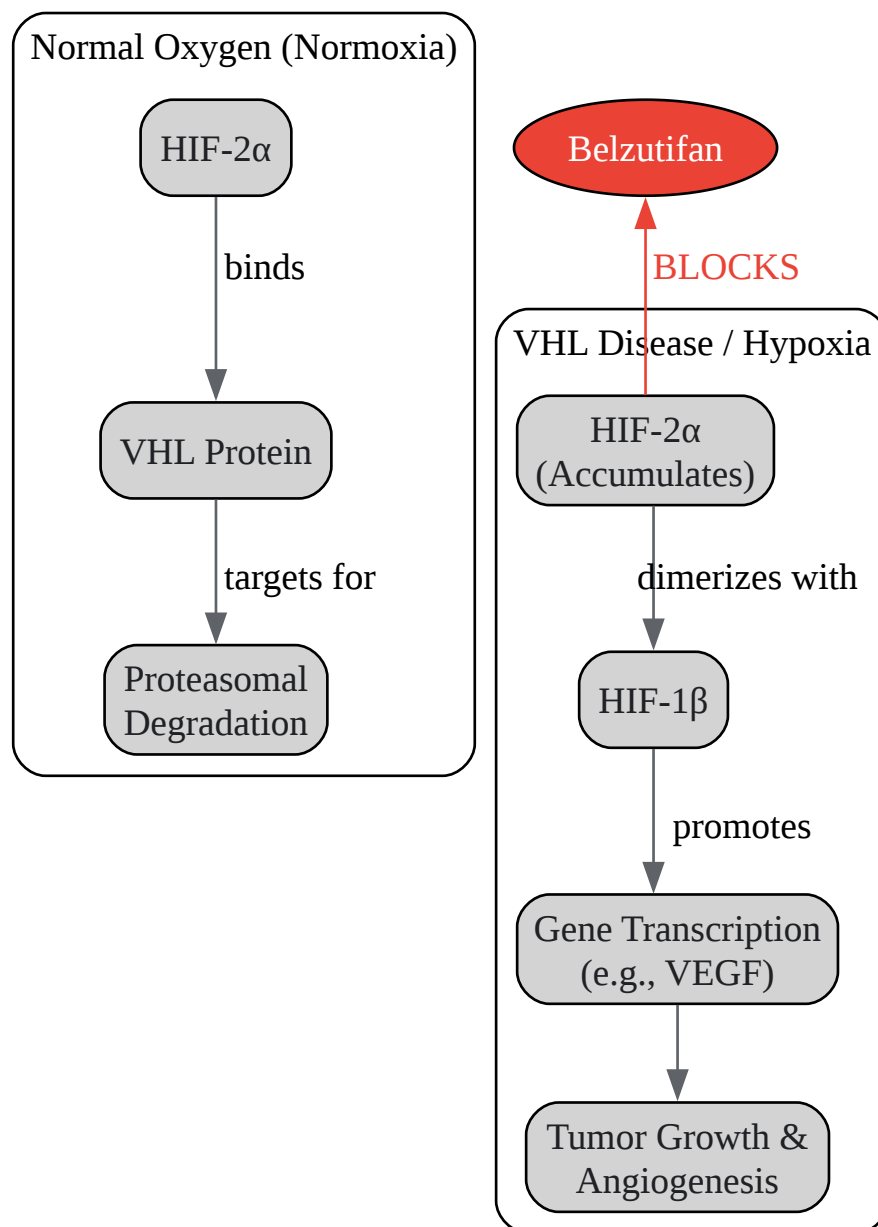 Normal Oxygen (Normoxia)
HIF-2α
binds
VHL Protein
targets for
Proteasomal
Degradation
Belzutifan
BLOCKS
VHL Disease / Hypoxia
HIF-2α
(Accumulates)
dimerizes with
HIF-1β
promotes
Gene Transcription
(e.g., VEGF)
Tumor Growth &
Angiogenesis